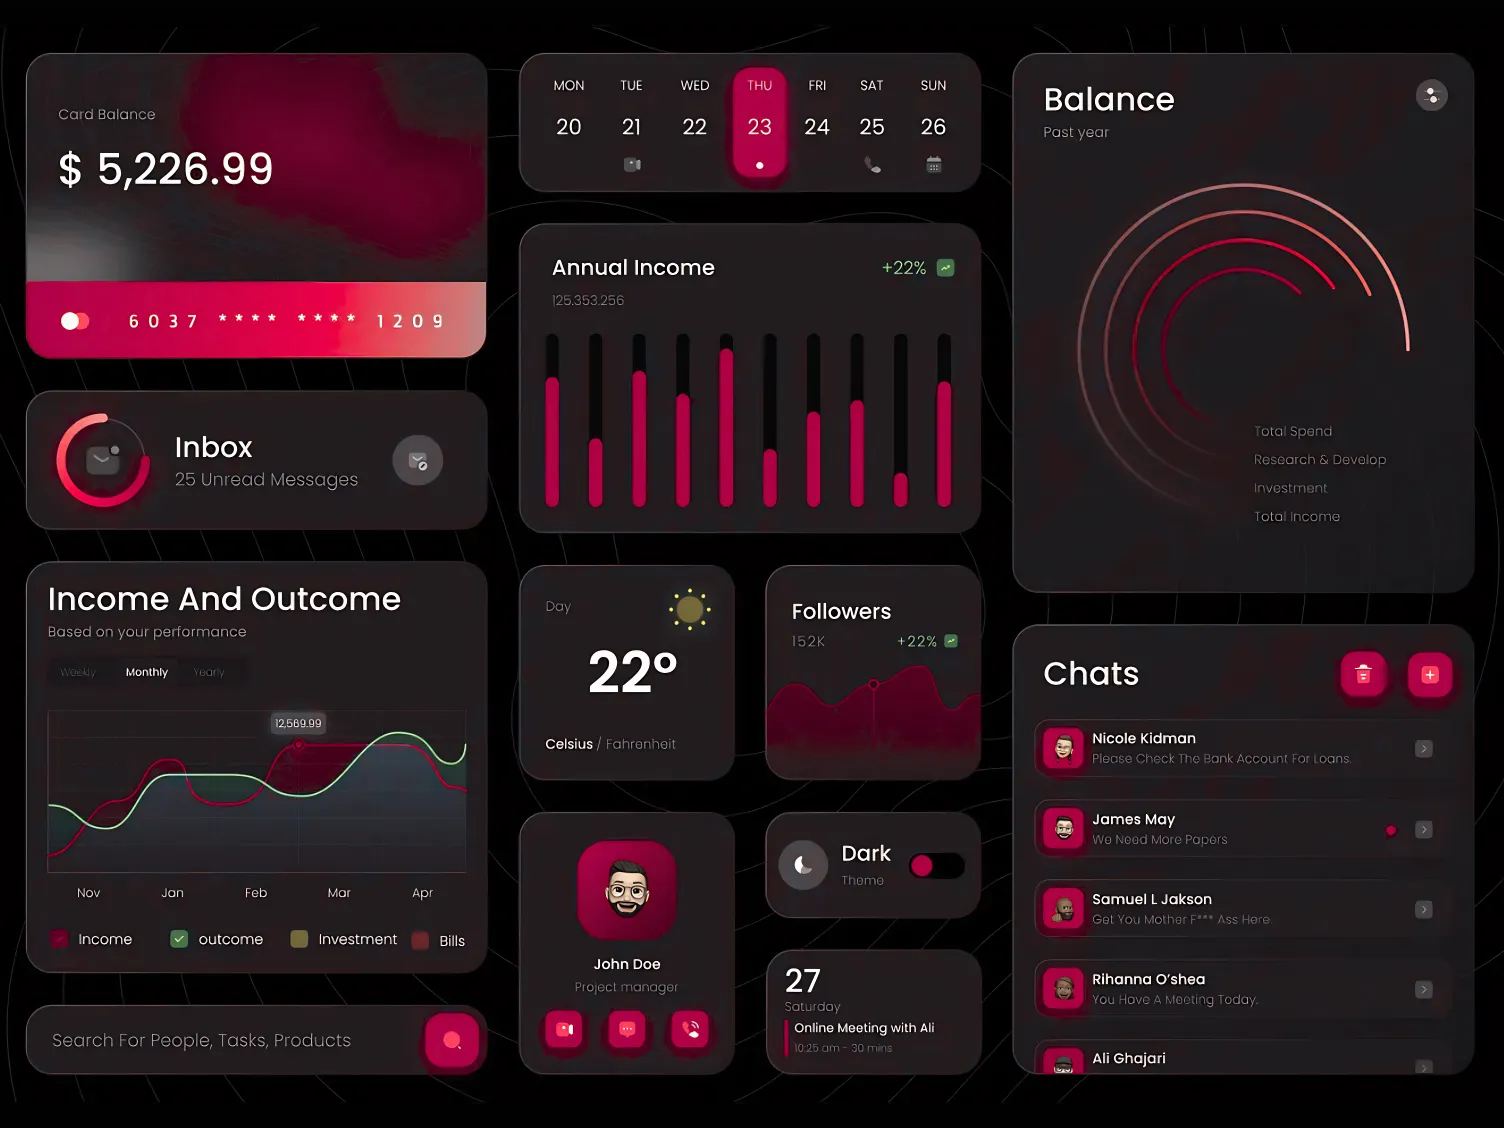 Card Balance
$ 5,226.99
6037 **** **** 1209
Inbox
25 Unread Messages
Income And Outcome
Based on your performance
Weekly Monthly Yearly
12,569.99
Nov Jan Feb Mar Apr
Income outcome Investment Bills
Search For People, Tasks, Products
MON TUE WED THU FRI SAT SUN
20 21 22 23 24 25 26
Annual Income +22%
125.353.256
Day
22°
Celsius / Fahrenheit
Followers
152K +22%
John Doe
Project manager
Dark
Theme
27
Saturday
Online Meeting with Ali
10:25 am - 30 mins
Balance
Past year
Total Spend
Research & Develop
Investment
Total Income
Chats
Nicole Kidman
Please Check The Bank Account For Loans.
James May
We Need More Papers
Samuel L Jakson
Get You Mother F*** Ass Here.
Rihanna O'shea
You Have A Meeting Today.
Ali Ghajari